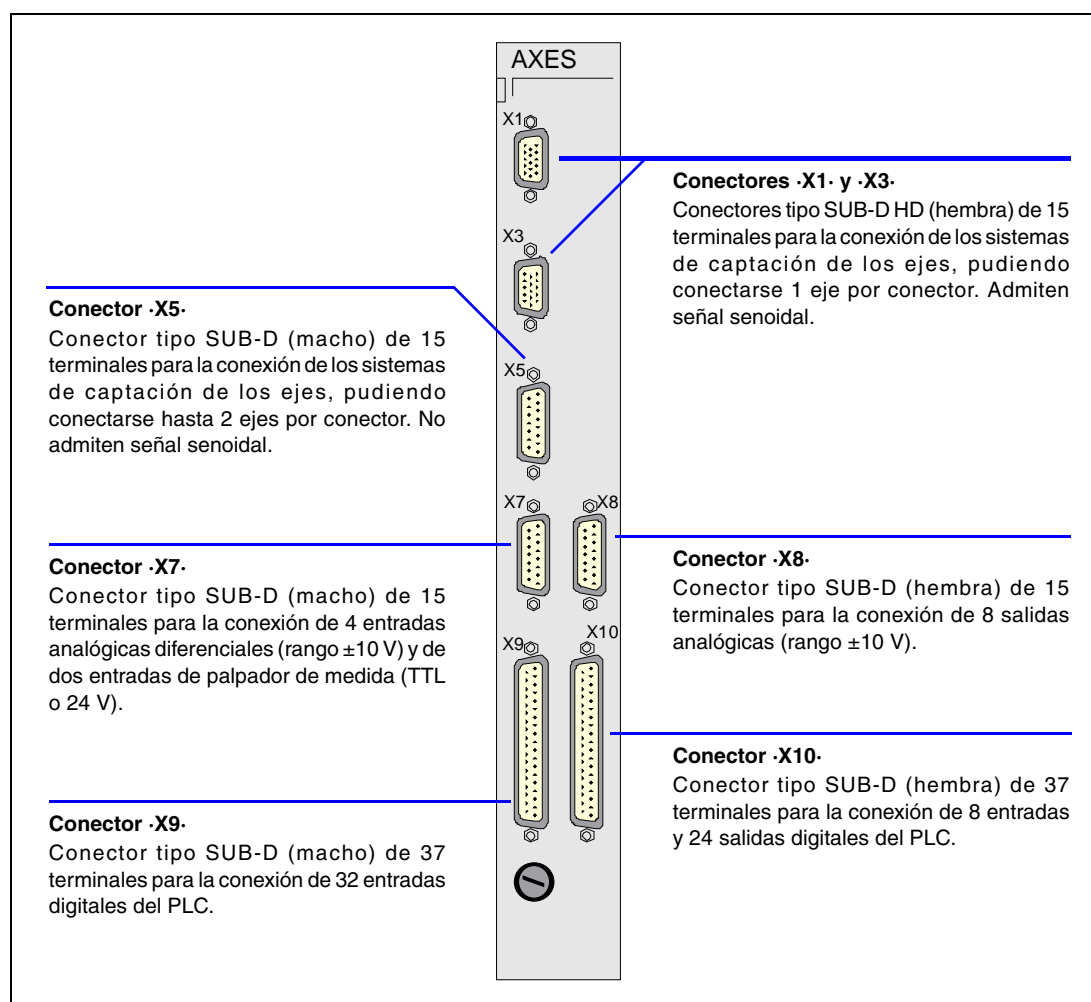 AXES
X1
X3
X5
X7
X8
X9
X10
Conectores ·X1· y ·X3·
Conectores tipo SUB-D HD (hembra) de 15
terminales para la conexión de los sistemas
de captación de los ejes, pudiendo
conectarse 1 eje por conector. Admiten
señal senoidal.
Conector ·X5·
Conector tipo SUB-D (macho) de 15
terminales para la conexión de los sistemas
de captación de los ejes, pudiendo
conectarse hasta 2 ejes por conector. No
admiten señal senoidal.
Conector ·X7·
Conector tipo SUB-D (macho) de 15
terminales para la conexión de 4 entradas
analógicas diferenciales (rango ±10 V) y de
dos entradas de palpador de medida (TTL
o 24 V).
Conector ·X8·
Conector tipo SUB-D (hembra) de 15
terminales para la conexión de 8 salidas
analógicas (rango ±10 V).
Conector ·X9·
Conector tipo SUB-D (macho) de 37
terminales para la conexión de 32 entradas
digitales del PLC.
Conector ·X10·
Conector tipo SUB-D (hembra) de 37
terminales para la conexión de 8 entradas
y 24 salidas digitales del PLC.